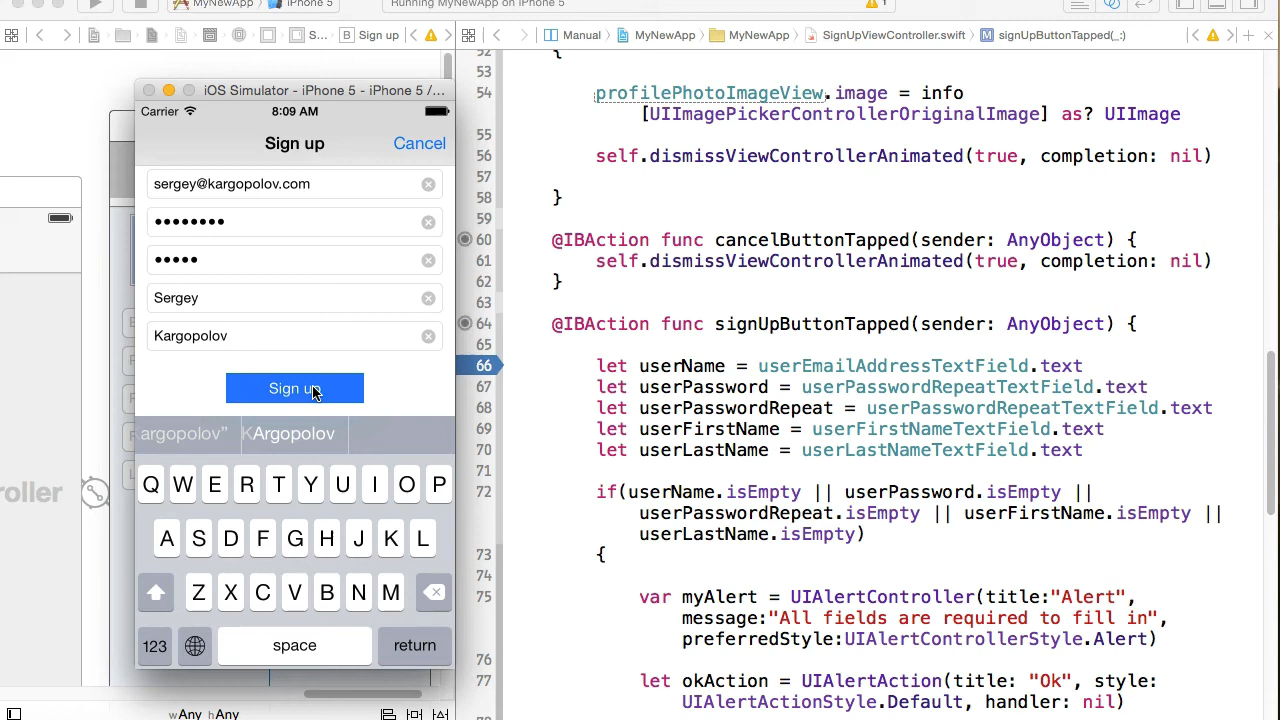 MyNewApp
iPhone 5
Running MyNewApp on iPhone 5
1
S...
B Sign up
Manual
MyNewApp
MyNewApp
SignUpViewController.swift
M signUpButtonTapped(_:)
iOS Simulator - iPhone 5 - iPhone 5 /...
Carrier
8:09 AM
Sign up
Cancel
sergey@kargopolov.com
••••••••
•••••
Sergey
Kargopolov
Sign up
argopolov”
KArgopolov
Q W E R T Y U I O P
A S D F G H J K L
Z X C V B N M
123
space
return
roller
wAny hAny
52 {
53
54 profilePhotoImageView.image = info
[UIImagePickerControllerOriginalImage] as? UIImage
55
56 self.dismissViewControllerAnimated(true, completion: nil)
57
58 }
59
60 @IBAction func cancelButtonTapped(sender: AnyObject) {
61 self.dismissViewControllerAnimated(true, completion: nil)
62 }
63
64 @IBAction func signUpButtonTapped(sender: AnyObject) {
65
66 let userName = userEmailAddressTextField.text
67 let userPassword = userPasswordRepeatTextField.text
68 let userPasswordRepeat = userPasswordRepeatTextField.text
69 let userFirstName = userFirstNameTextField.text
70 let userLastName = userLastNameTextField.text
71
72 if(userName.isEmpty || userPassword.isEmpty ||
userPasswordRepeat.isEmpty || userFirstName.isEmpty ||
userLastName.isEmpty)
73 {
74
75 var myAlert = UIAlertController(title:"Alert",
message:"All fields are required to fill in",
preferredStyle:UIAlertControllerStyle.Alert)
76
77 let okAction = UIAlertAction(title: "Ok", style:
UIAlertActionStyle.Default, handler: nil)